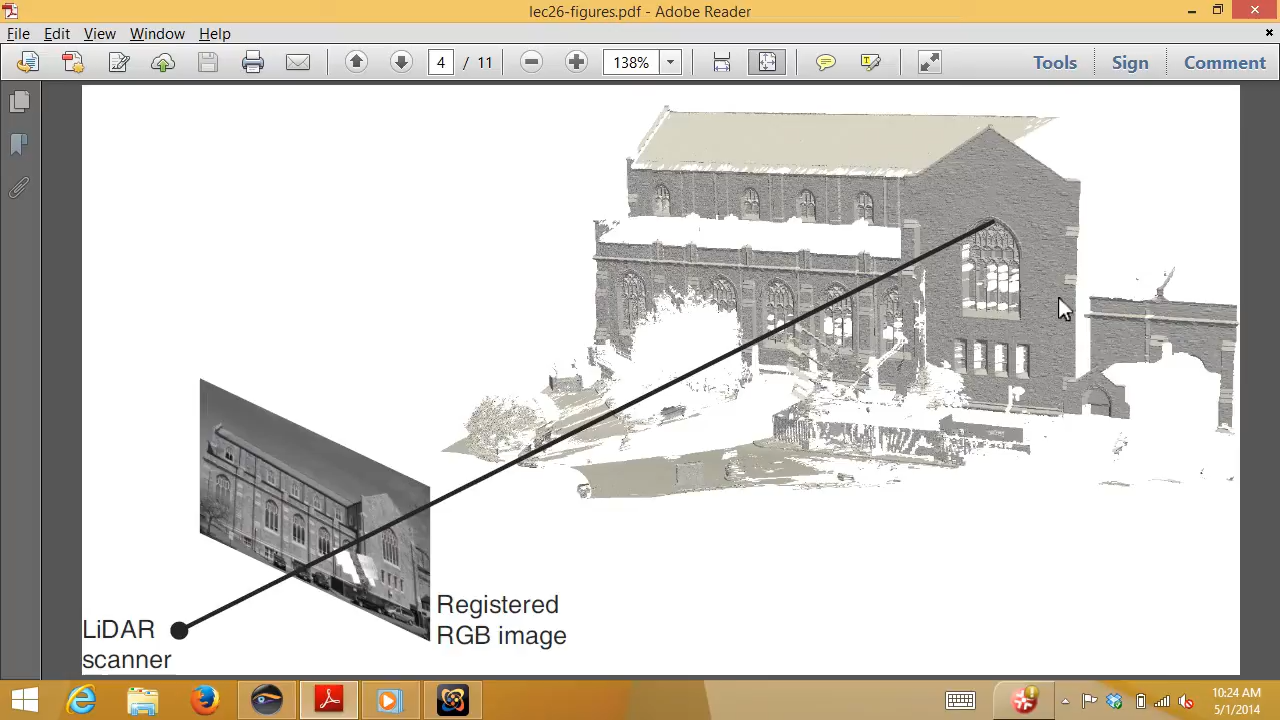 lec26-figures.pdf - Adobe Reader
File Edit View Window Help
4 / 11 138% Tools Sign Comment
LiDAR
scanner
Registered
RGB image
10:24 AM
5/1/2014